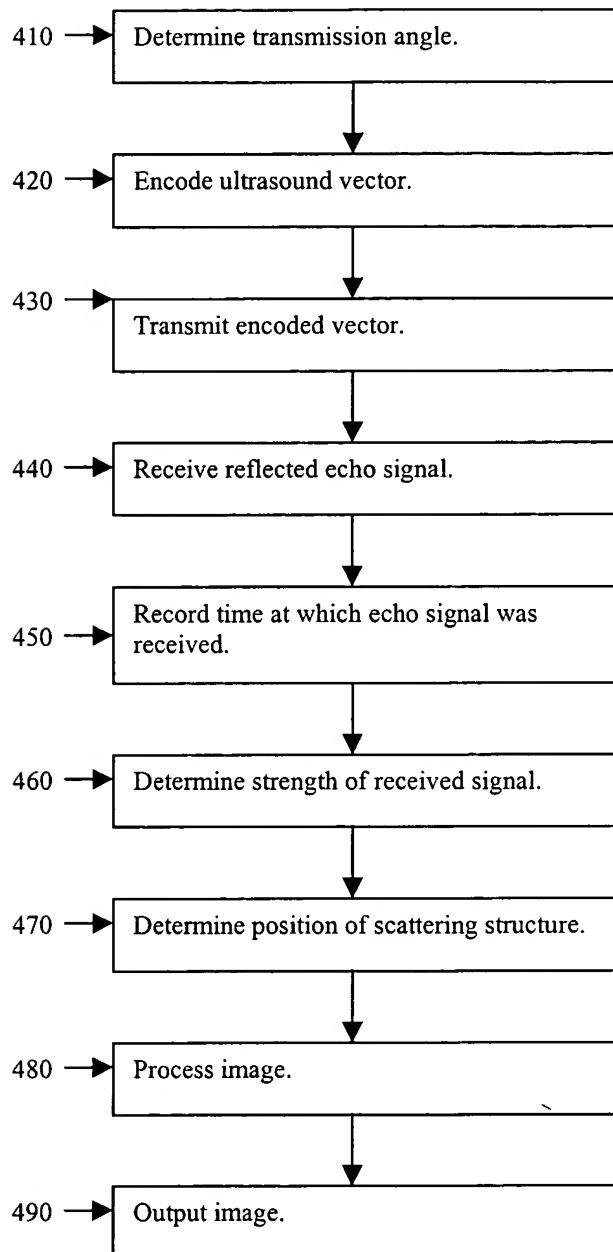 410 Determine transmission angle.
420 Encode ultrasound vector.
430
Transmit encoded vector.
440 Receive reflected echo signal.
450 Record time at which echo signal was
received.
460 Determine strength of received signal.
470 Determine position of scattering structure.
480 Process image.
490 Output image.